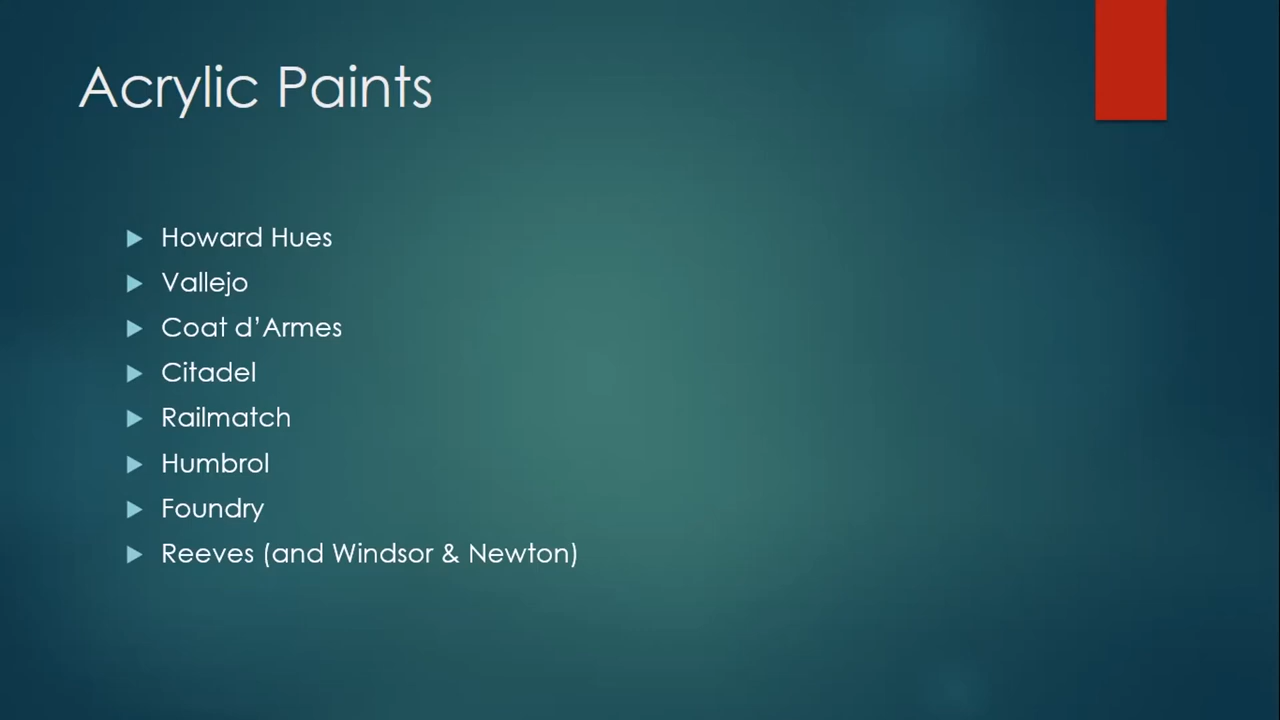 Acrylic Paints
Howard Hues
Vallejo
Coat d’Armes
Citadel
Railmatch
Humbrol
Foundry
Reeves (and Windsor & Newton)